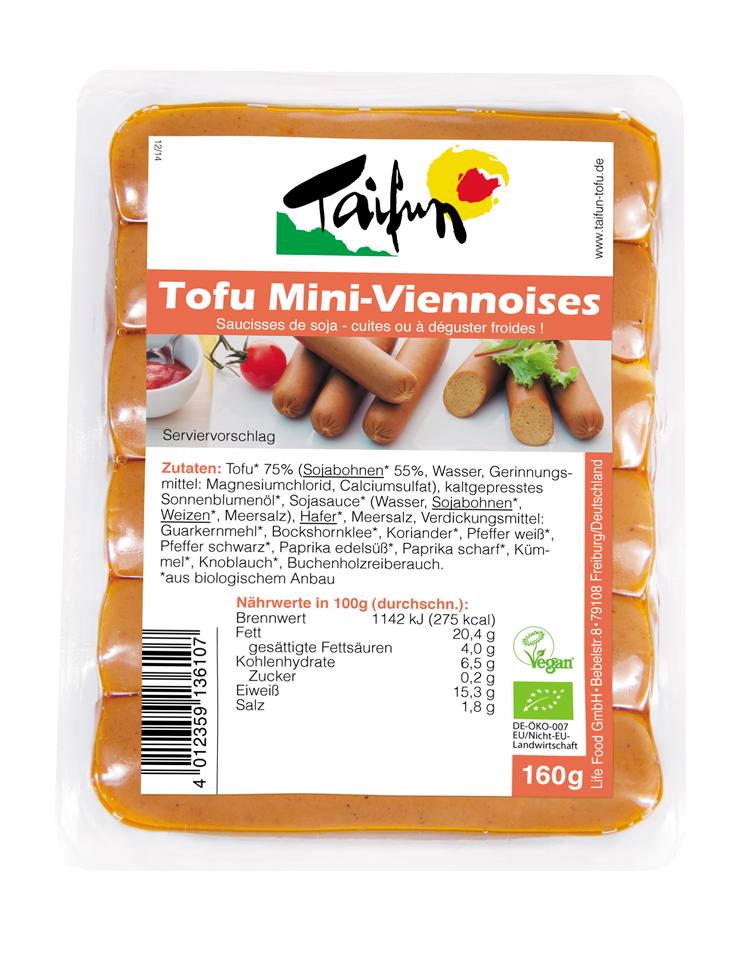 12/14
Taifun
www.taifun-tofu.de
Tofu Mini-Viennoises
Saucisses de soja - cuites ou à déguster froides !
Serviervorschlag
Zutaten: Tofu* 75% (Sojabohnen* 55%, Wasser, Gerinnungs-
mittel: Magnesiumchlorid, Calciumsulfat), kaltgepresstes
Sonnenblumenöl*, Sojasauce* (Wasser, Sojabohnen*,
Weizen*, Meersalz), Hafer*, Meersalz, Verdickungsmittel:
Guarkernmehl*, Bockshornklee*, Koriander*, Pfeffer weiß*,
Pfeffer schwarz*, Paprika edelsüß*, Paprika scharf*, Küm-
mel*, Knoblauch*, Buchenholzreiberauch.
*aus biologischem Anbau
Nährwerte in 100g (durchschn.):
Brennwert 1142 kJ (275 kcal)
Fett 20,4 g
gesättigte Fettsäuren 4,0 g
Kohlenhydrate 6,5 g
Zucker 0,2 g
Eiweiß 15,3 g
Salz 1,8 g
4 012359 136107
Vegan
DE-ÖKO-007
EU/Nicht-EU-
Landwirtschaft
160g
Life Food GmbH • Bebelstr. 8 • 79108 Freiburg/Deutschland